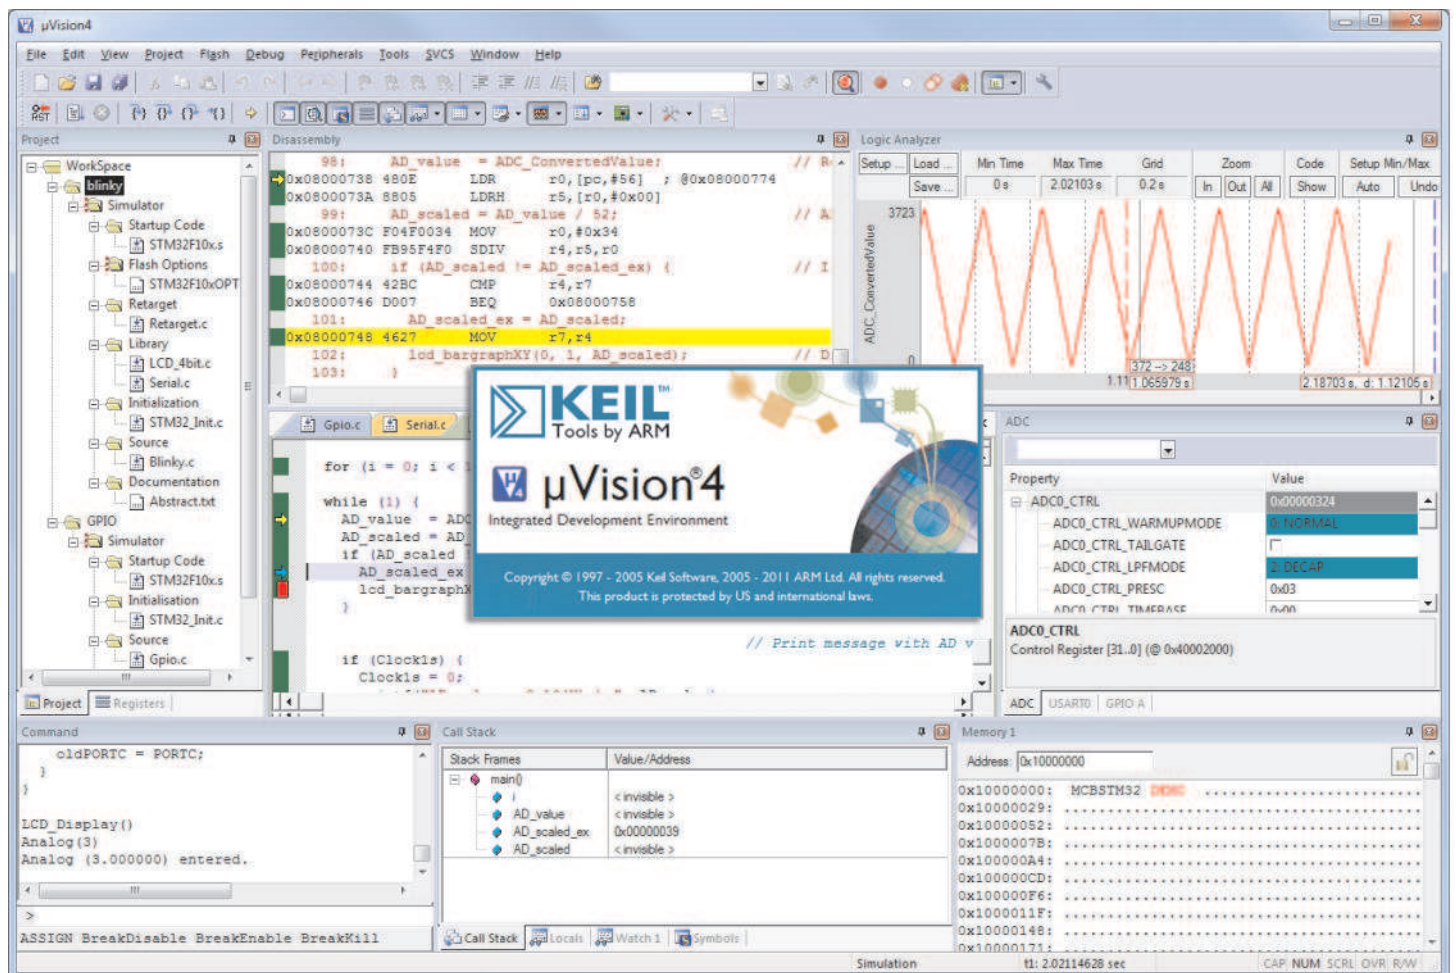 µVision4
File Edit View Project Flash Debug Peripherals Tools SVCS Window Help
Project
WorkSpace
blinky
Simulator
Startup Code
STM32F10x.s
Flash Options
STM32F10xOPT
Retarget
Retarget.c
Library
LCD_4bit.c
Serial.c
Initialization
STM32_Init.c
Source
Blinky.c
Documentation
Abstract.txt
GPIO
Simulator
Startup Code
STM32F10x.s
Initialisation
STM32_Init.c
Source
Gpio.c
Project Registers
Disassembly
98: AD_value = ADC_ConvertedValue; // R
0x08000738 480E LDR r0,[pc,#56] ; @0x08000774
0x0800073A 8805 LDRH r5,[r0,#0x00]
99: AD_scaled = AD_value / 52; // A
0x0800073C F04F0034 MOV r0,#0x34
0x08000740 FB95F4F0 SDIV r4,r5,r0
100: if (AD_scaled != AD_scaled_ex) { // I
0x08000744 42BC CMP r4,r7
0x08000746 D007 BEQ 0x08000758
101: AD_scaled_ex = AD_scaled;
0x08000748 4627 MOV r7,r4
102: lcd_bargraphXY(0, 1, AD_scaled); // D
103: }
Logic Analyzer
Setup ... Load ... Min Time Max Time Grid Zoom Code Setup Min/Max
Save ... 0 s 2.02103 s 0.2 s In Out All Show Auto Undo
3723
ADC_ConvertedValue
0
372 --> 248
1.11 1.065979 s 2.18703 s, d: 1.12105 s
Gpio.c Serial.c
for (i = 0; i < 1
while (1) {
AD_value = ADC
AD_scaled = AD_
if (AD_scaled !
AD_scaled_ex
lcd_bargraphX
}
// Print message with AD v
if (Clock1s) {
Clock1s = 0;
KEIL™
Tools by ARM
µVision®4
Integrated Development Environment
Copyright © 1997 - 2005 Keil Software, 2005 - 2011 ARM Ltd. All rights reserved.
This product is protected by US and international laws.
ADC
Property Value
ADC0_CTRL 0x00000324
ADC0_CTRL_WARMUPMODE 0: NORMAL
ADC0_CTRL_TAILGATE
ADC0_CTRL_LPFMODE 2: DECAP
ADC0_CTRL_PRESC 0x03
ADC0_CTRL_TIMEBASE 0x00
ADC0_CTRL
Control Register [31..0] (@ 0x40002000)
ADC USART0 GPIO A
Command
oldPORTC = PORTC;
}
}
LCD_Display()
Analog(3)
Analog (3.000000) entered.
>
ASSIGN BreakDisable BreakEnable BreakKill
Call Stack
Stack Frames Value/Address
main()
i < invisible >
AD_value < invisible >
AD_scaled_ex 0x00000039
AD_scaled < invisible >
Call Stack Locals Watch 1 Symbols
Memory 1
Address: 0x10000000
0x10000000: MCBSTM32 DEMO ........................
0x10000029: ........................................
0x10000052: ........................................
0x1000007B: ........................................
0x100000A4: ........................................
0x100000CD: ........................................
0x100000F6: ........................................
0x1000011F: ........................................
0x10000148: ........................................
0x10000171: ........................................
Simulation t1: 2.02114628 sec CAP NUM SCRL OVR R/W